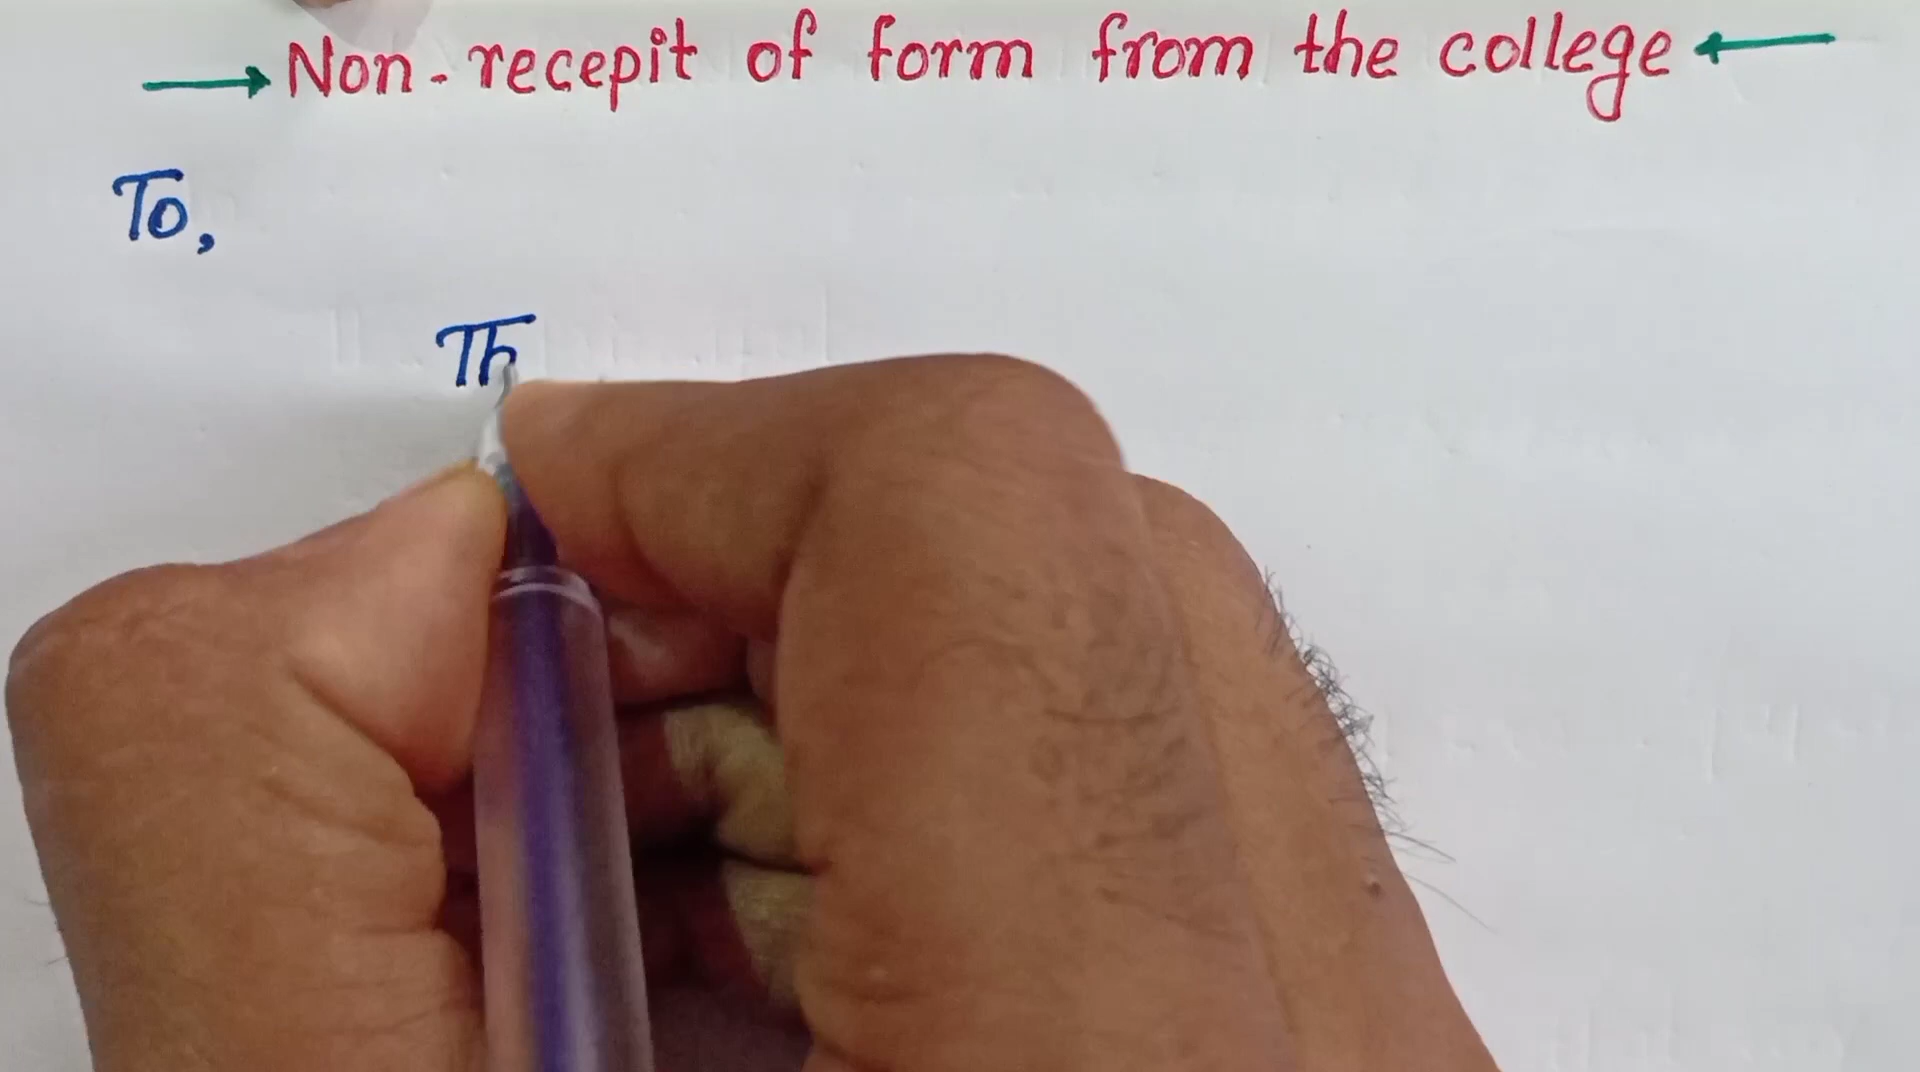 Non-recepit of form from the college
To,
Th